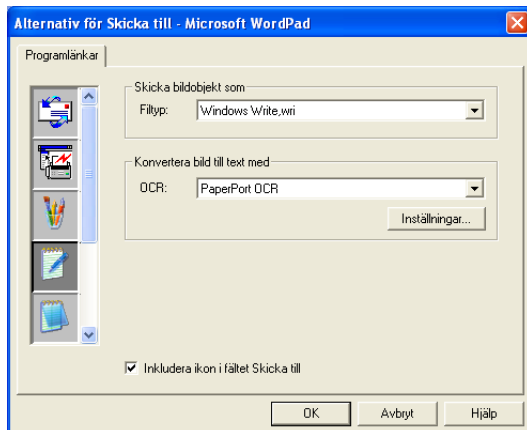 Alternativ för Skicka till - Microsoft WordPad
Programlänkar
Skicka bildobjekt som
Filtyp: Windows Write,wri
Konvertera bild till text med
OCR: PaperPort OCR
Inställningar...
Inkludera ikon i fältet Skicka till
OK Avbryt Hjälp